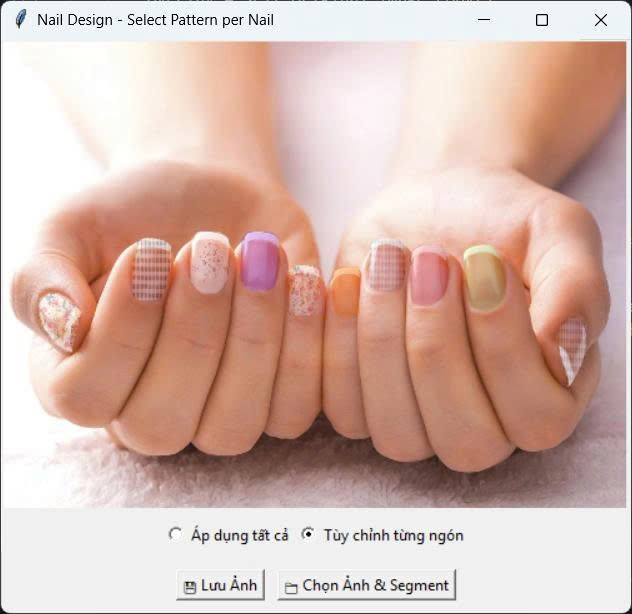 Nail Design - Select Pattern per Nail
Áp dụng tất cả Tùy chỉnh từng ngón
Lưu Ảnh Chọn Ảnh & Segment